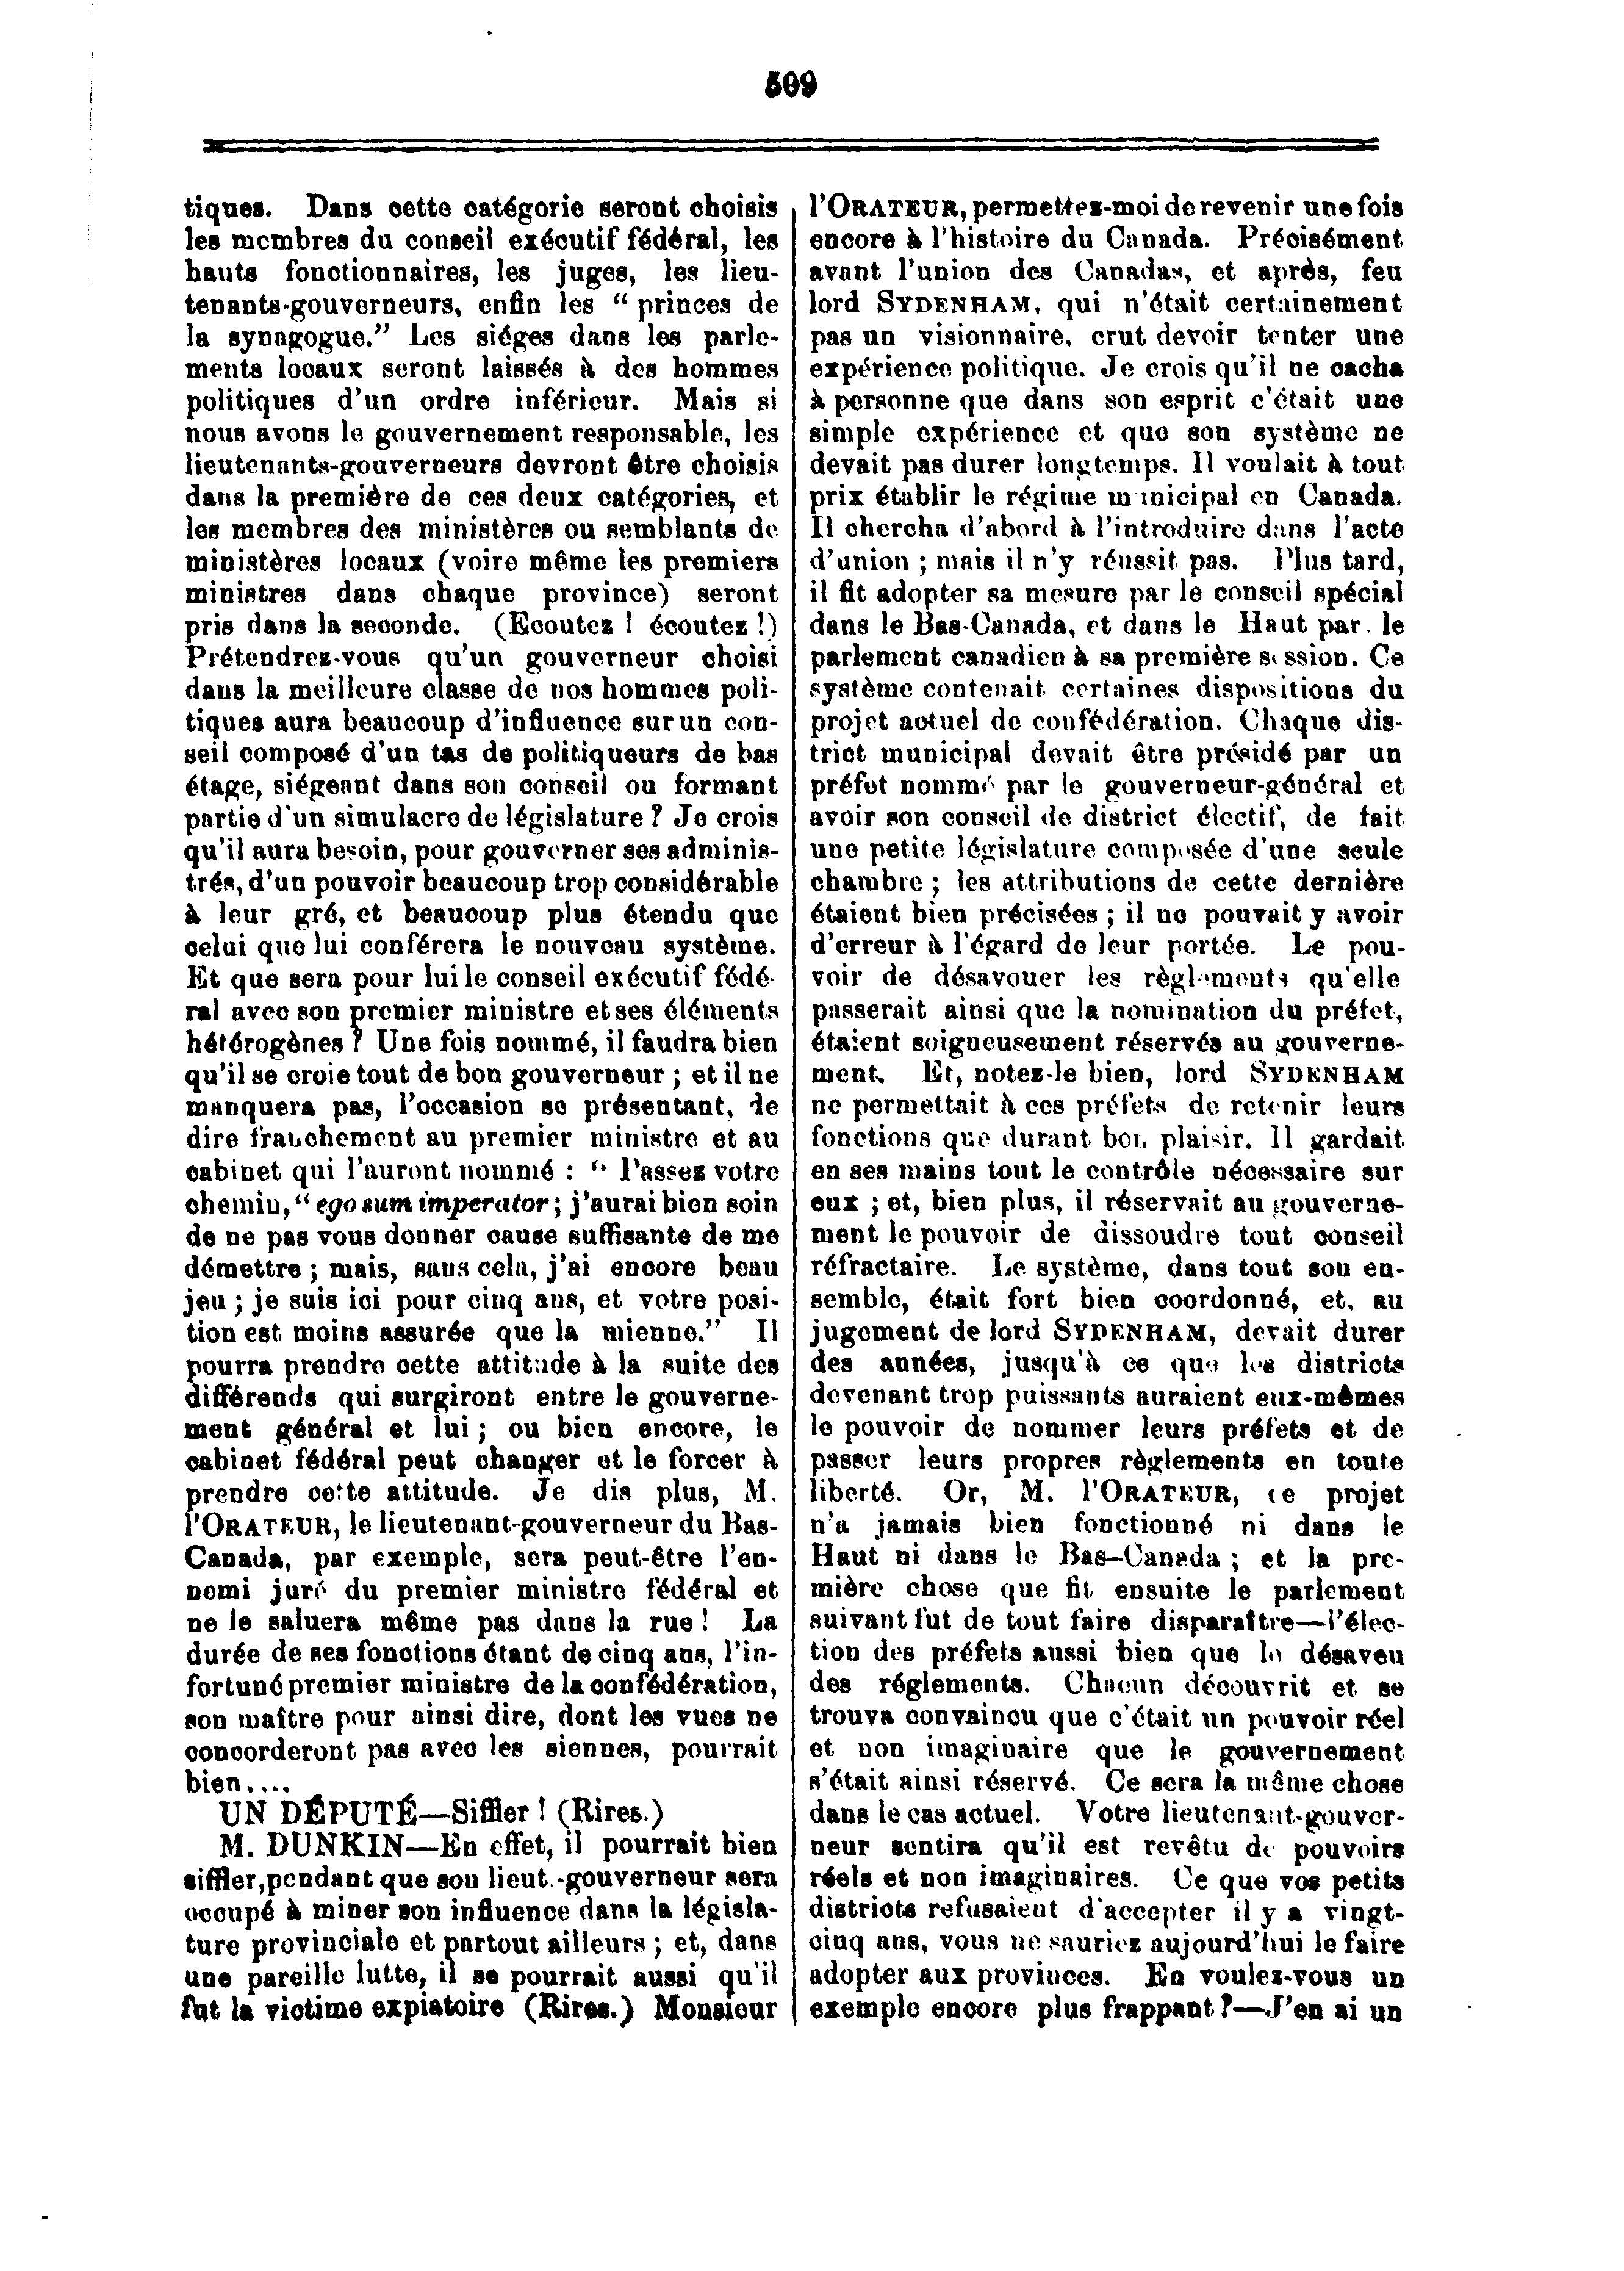 509
tiques. Dans cette catégorie seront choisis
les membres du conseil exécutif fédéral, les
hauts fonctionnaires, les juges, les lieu-
tenants-gouverneurs, enfin les “ princes de
la synagogue.” Les siéges dans les parle-
ments locaux seront laissés à des hommes
politiques d'un ordre inférieur. Mais si
nous avons le gouvernement responsable, les
lieutenants-gouverneurs devront être choisis
dans la première de ces deux catégories, et
les membres des ministères ou semblants de
ministères locaux (voire même les premiers
ministres dans chaque province) seront
pris dans la seconde. (Ecoutez ! écoutez !)
Prétendrez-vous qu'un gouverneur choisi
dans la meilleure classe de nos hommes poli-
tiques aura beaucoup d'influence sur un con-
seil composé d'un tas de politiqueurs de bas
étage, siégeant dans son conseil ou formant
partie d'un simulacre de législature ? Je crois
qu'il aura besoin, pour gouverner ses adminis-
trés, d'un pouvoir beaucoup trop considérable
à leur gré, et beaucoup plus étendu que
celui que lui conférera le nouveau système.
Et que sera pour lui le conseil exécutif fédé-
ral avec son premier ministre et ses éléments
hétérogènes ? Une fois nommé, il faudra bien
qu'il se croie tout de bon gouverneur ; et il ne
manquera pas, l'occasion se présentant, de
dire franchement au premier ministre et au
cabinet qui l'auront nommé : “ Passez votre
chemin, “ ego sum imperator ; j'aurai bien soin
de ne pas vous donner cause suffisante de me
démettre ; mais, sans cela, j'ai encore beau
jeu ; je suis ici pour cinq ans, et votre posi-
tion est moins assurée que la mienne.” Il
pourra prendre cette attitude à la suite des
différends qui surgiront entre le gouverne-
ment général et lui ; ou bien encore, le
cabinet fédéral peut changer et le forcer à
prendre cette attitude. Je dis plus, M.
l'ORATEUR, le lieutenant-gouverneur du Bas-
Canada, par exemple, sera peut-être l'en-
nemi juré du premier ministre fédéral et
ne le saluera même pas dans la rue ! La
durée de ses fonctions étant de cinq ans, l'in-
fortuné premier ministre de la confédération,
son maître pour ainsi dire, dont les vues ne
concorderont pas avec les siennes, pourrait
bien....
UN DÉPUTÉ—Siffler ! (Rires.)
M. DUNKIN—En effet, il pourrait bien
siffler, pendant que son lieut.-gouverneur sera
occupé à miner son influence dans la législa-
ture provinciale et partout ailleurs ; et, dans
une pareille lutte, il se pourrait aussi qu'il
fut la victime expiatoire (Rires.) Monsieur
l'ORATEUR, permettez-moi de revenir une fois
encore à l'histoire du Canada. Précisément
avant l'union des Canadas, et après, feu
lord SYDENHAM, qui n'était certainement
pas un visionnaire, crut devoir tenter une
expérience politique. Je crois qu'il ne cacha
à personne que dans son esprit c'était une
simple expérience et que son système ne
devait pas durer longtemps. Il voulait à tout
prix établir le régime municipal en Canada.
Il chercha d'abord à l'introduire dans l'acte
d'union ; mais il n'y réussit pas. Plus tard,
il fit adopter sa mesure par le conseil spécial
dans le Bas-Canada, et dans le Haut par le
parlement canadien à sa première session. Ce
système contenait certaines dispositions du
projet actuel de confédération. Chaque dis-
trict municipal devait être présidé par un
préfet nommé par le gouverneur-général et
avoir son conseil de district électif, de fait
une petite législature composée d'une seule
chambre ; les attributions de cette dernière
étaient bien précisées ; il ne pouvait y avoir
d'erreur à l'égard de leur portée. Le pou-
voir de désavouer les règlements qu'elle
passerait ainsi que la nomination du préfet,
étaient soigneusement réservés au gouverne-
ment. Et, notez-le bien, lord SYDENHAM
ne permettait à ces préfets de retenir leurs
fonctions que durant bon plaisir. Il gardait
en ses mains tout le contrôle nécessaire sur
eux ; et, bien plus, il réservait au gouverne-
ment le pouvoir de dissoudre tout conseil
réfractaire. Le système, dans tout son en-
semble, était fort bien coordonné, et, au
jugement de lord SYDENHAM, devait durer
des années, jusqu'à ce que les districts
devenant trop puissants auraient eux-mêmes
le pouvoir de nommer leurs préfets et de
passer leurs propres règlements en toute
liberté. Or, M. l'ORATEUR, ce projet
n'a jamais bien fonctionné ni dans le
Haut ni dans le Bas-Canada ; et la pre-
mière chose que fit ensuite le parlement
suivant fut de tout faire disparaître—l'élec-
tion des préfets aussi bien que le désaveu
des réglements. Chacun découvrit et se
trouva convaincu que c'était un pouvoir réel
et non imaginaire que le gouvernement
s'était ainsi réservé. Ce sera la même chose
dans le cas actuel. Votre lieutenant-gouver-
neur sentira qu'il est revêtu de pouvoirs
réels et non imaginaires. Ce que vos petits
districts refusaient d'accepter il y a vingt-
cinq ans, vous ne sauriez aujourd'hui le faire
adopter aux provinces. En voulez-vous un
exemple encore plus frappant ?—J'en ai un